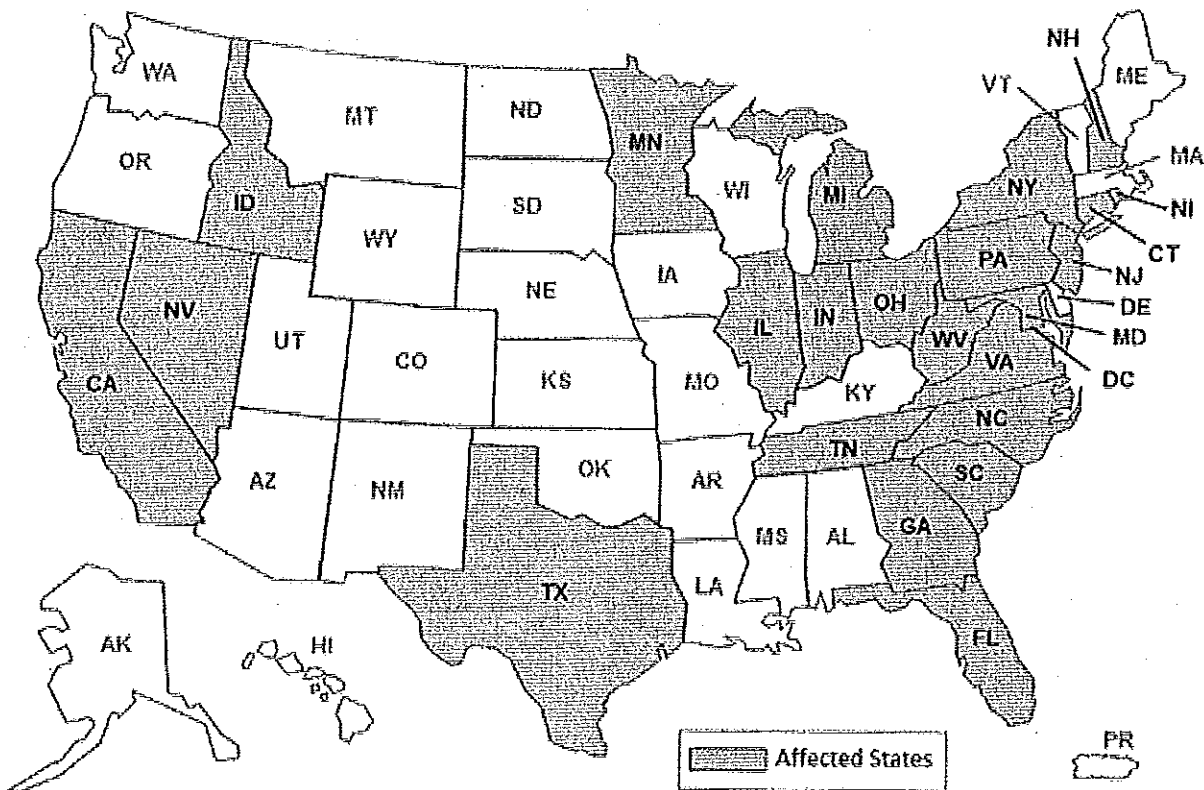 NH
ME
VT
WA
MT
ND
MN
OR
MA
ID
SD
WI
MI
NY
NI
WY
CT
IA
PA
NJ
NE
NV
OH
DE
IL
IN
UT
WV
MD
CO
VA
CA
KS
MO
DC
KY
NC
TN
OK
AZ
AR
SC
NM
GA
MS
AL
TX
LA
FL
AK
HI
PR
Affected States